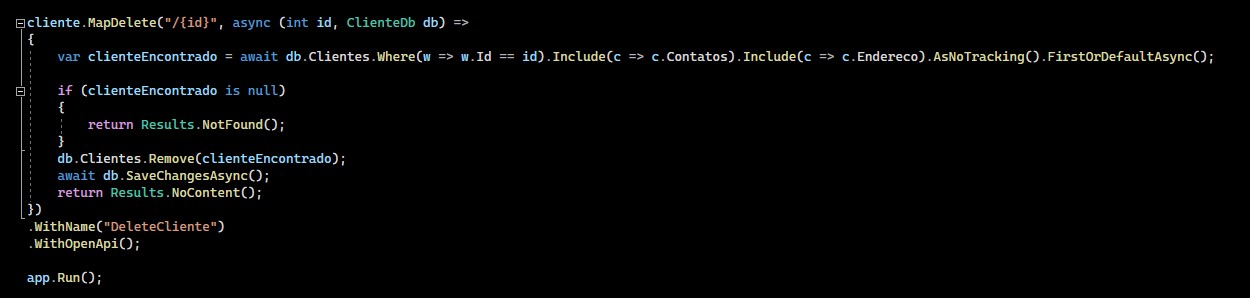 cliente.MapDelete("/{id}", async (int id, ClienteDb db) =>
{
    var clienteEncontrado = await db.Clientes.Where(w => w.Id == id).Include(c => c.Contatos).Include(c => c.Endereco).AsNoTracking().FirstOrDefaultAsync();

    if (clienteEncontrado is null)
    {
        return Results.NotFound();
    }
    db.Clientes.Remove(clienteEncontrado);
    await db.SaveChangesAsync();
    return Results.NoContent();
})
.WithName("DeleteCliente")
.WithOpenApi();

app.Run();